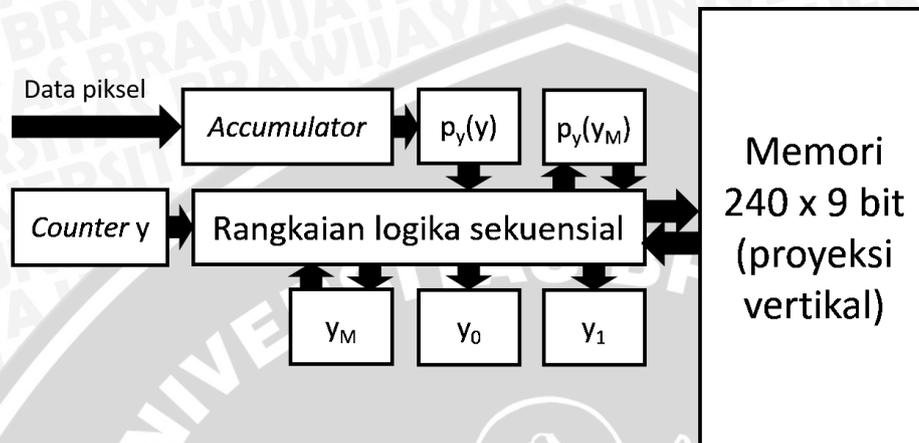 Data piksel
Accumulator
p_y(y)
p_y(y_M)
Counter y
Rangkaian logika sekuensial
y_M
y_0
y_1
Memori
240 x 9 bit
(proyeksi
vertikal)